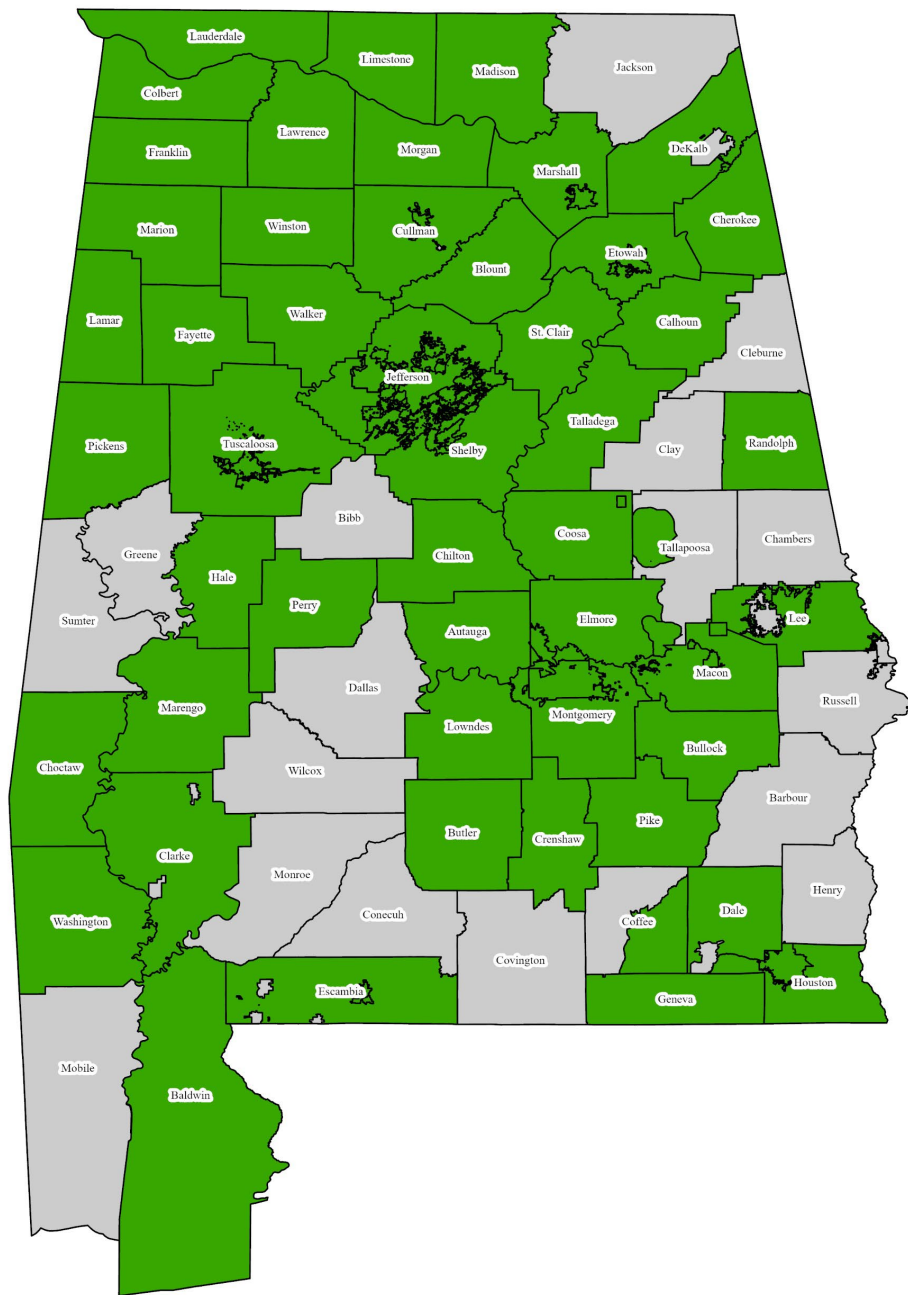 Lauderdale
Limestone
Madison
Jackson
Colbert
Lawrence
Franklin
Morgan
DeKalb
Marshall
Cherokee
Marion
Winston
Cullman
Etowah
Blount
Lamar
Fayette
Walker
St. Clair
Calhoun
Cleburne
Jefferson
Talladega
Pickens
Tuscaloosa
Shelby
Clay
Randolph
Bibb
Greene
Hale
Chilton
Coosa
Tallapoosa
Chambers
Sumter
Perry
Autauga
Elmore
Lee
Marengo
Dallas
Macon
Lowndes
Montgomery
Russell
Choctaw
Wilcox
Bullock
Barbour
Clarke
Butler
Crenshaw
Pike
Monroe
Henry
Washington
Conecuh
Coffee
Dale
Covington
Escambia
Geneva
Houston
Mobile
Baldwin